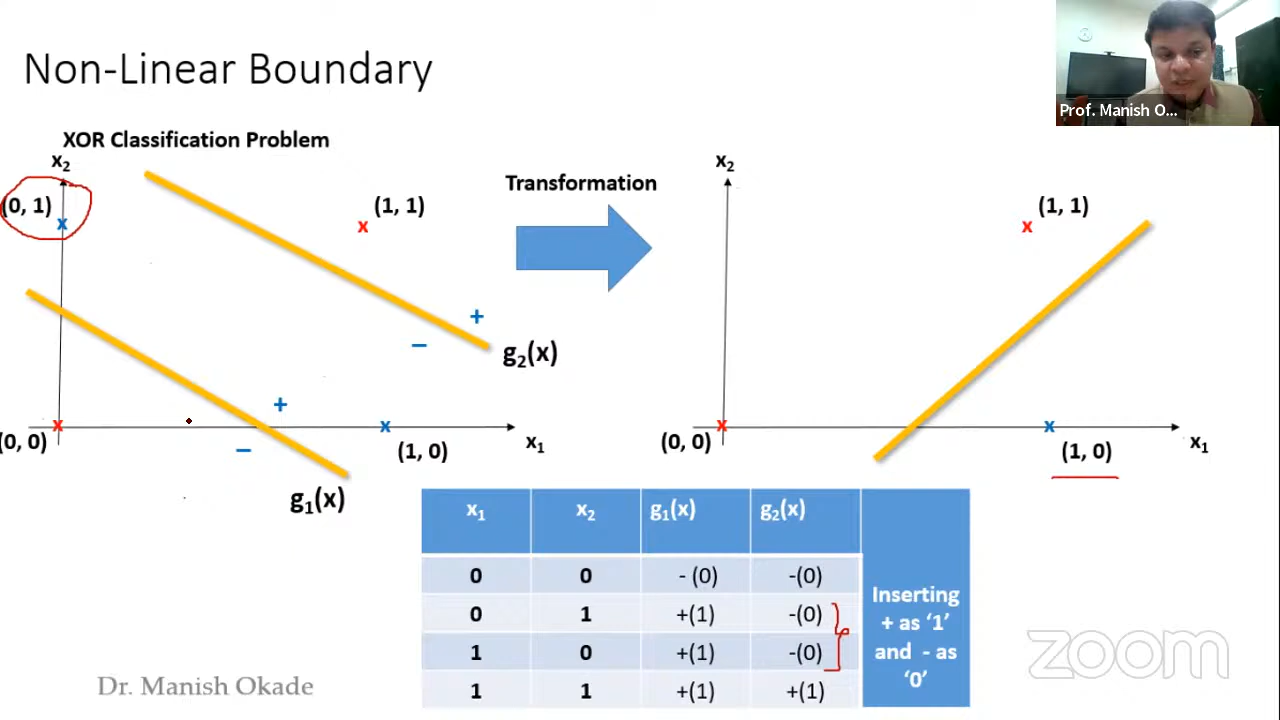 Non-Linear Boundary
Prof. Manish O...
XOR Classification Problem
x2
(0, 1)
(1, 1)
+
−
g2(x)
+
−
(0, 0)
(1, 0)
x1
g1(x)
Transformation
x2
(1, 1)
(0, 0)
(1, 0)
x1
x1 x2 g1(x) g2(x)
0 0 - (0) -(0)
0 1 +(1) -(0)
1 0 +(1) -(0)
1 1 +(1) +(1)
Inserting
+ as ‘1’
and - as
‘0’
Dr. Manish Okade
zoom